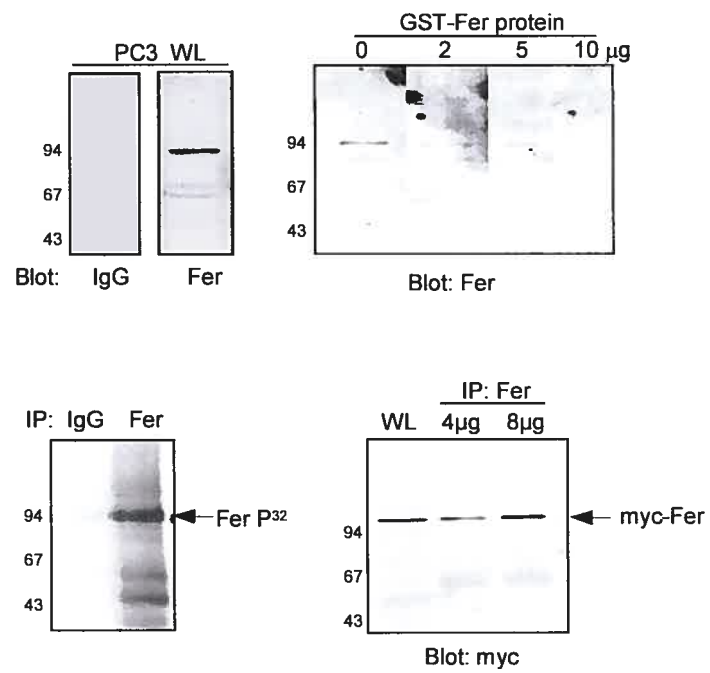 PC3 WL
94
67
43
Blot: IgG Fer
GST-Fer protein
0 2 5 10 µg
94
67
43
Blot: Fer
IP: IgG Fer
94
67
43
Fer P³²
IP: Fer
WL 4µg 8µg
94
67
43
myc-Fer
Blot: myc